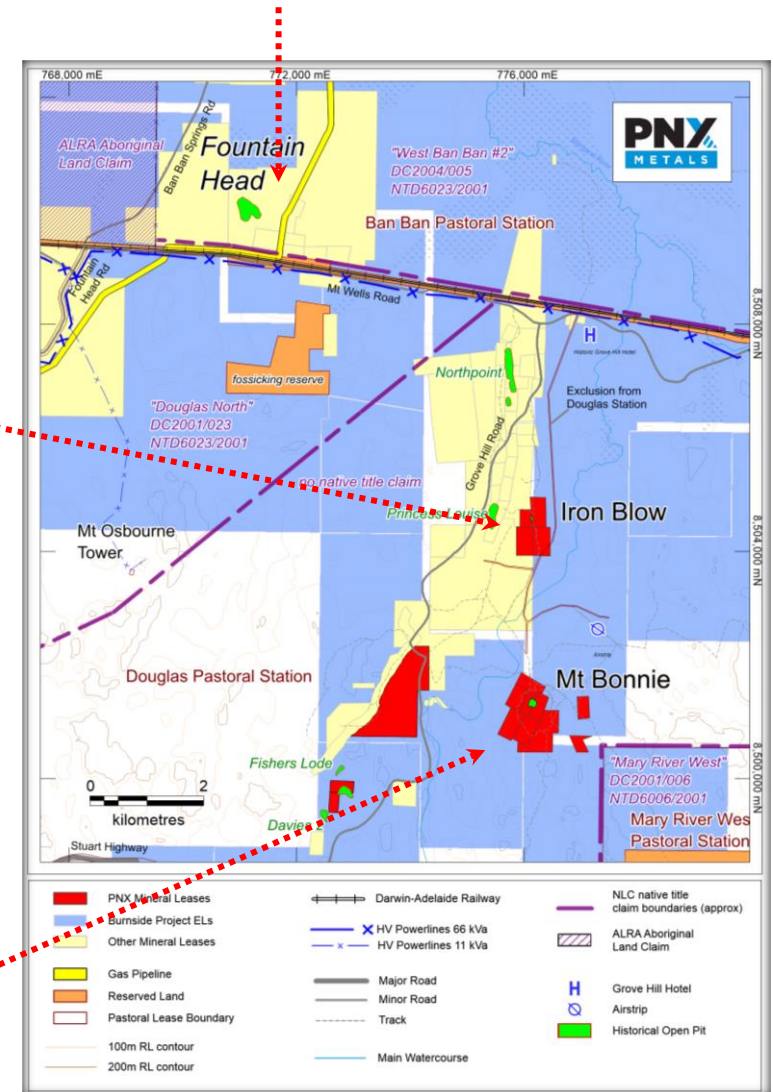 768,000 mE
772,000 mE
776,000 mE
PNX
METALS
ALRA Aboriginal
Land Claim
Ban Ban Springs Rd
Fountain
Head
"West Ban Ban #2"
DC2004/005
NTD6023/2001
Ban Ban Pastoral Station
Fountain
Head Rd
Mt Wells Road
8,508,000 mN
H
Historic Grove Hill Hotel
Northpoint
fossicking reserve
Exclusion from
Douglas Station
"Douglas North"
DC2001/023
NTD6023/2001
Grove Hill Road
no native title claim
Princess Louise
Iron Blow
8,504,000 mN
Mt Osbourne
Tower
Airstrip
Douglas Pastoral Station
Mt Bonnie
Fishers Lode
8,500,000 mN
"Mary River West"
DC2001/006
NTD6006/2001
0 2
kilometres
Davies 2
Mary River Wes
Pastoral Station
Stuart Highway
PNX Mineral Leases
Burnside Project ELs
Other Mineral Leases
Gas Pipeline
Reserved Land
Pastoral Lease Boundary
100m RL contour
200m RL contour
Darwin-Adelaide Railway
HV Powerlines 66 kVa
HV Powerlines 11 kVa
Major Road
Minor Road
Track
Main Watercourse
NLC native title
claim boundaries (approx)
ALRA Aboriginal
Land Claim
H Grove Hill Hotel
Airstrip
Historical Open Pit